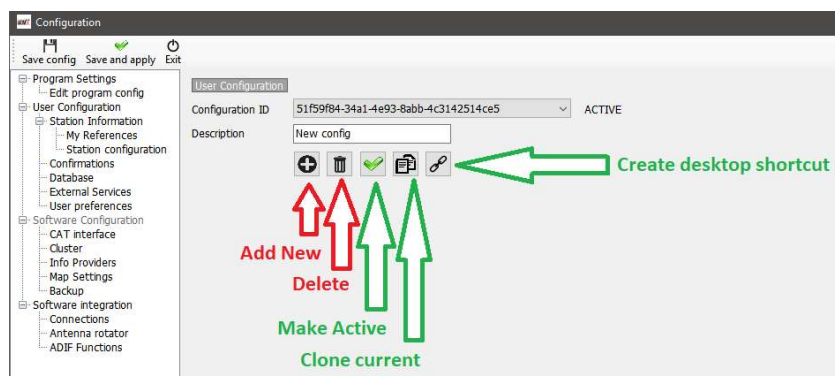 Configuration
Save config Save and apply Exit
Program Settings
Edit program config
User Configuration
Station Information
My References
Station configuration
Confirmations
Database
External Services
User preferences
Software Configuration
CAT interface
Cluster
Info Providers
Map Settings
Backup
Software integration
Connections
Antenna rotator
ADIF Functions
User Configuration
Configuration ID 51f59f84-34a1-4e93-8abb-4c3142514ce5 ACTIVE
Description New config
Create desktop shortcut
Add New
Delete
Make Active
Clone current